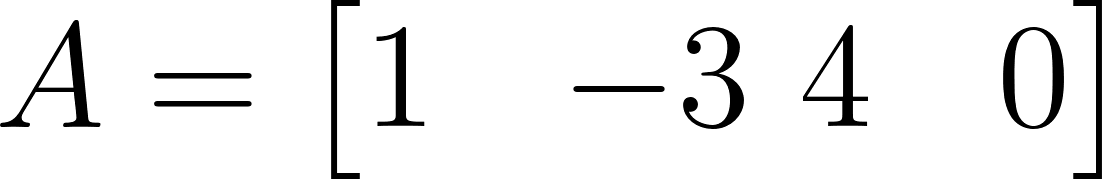 A = [1 −3 4 0]